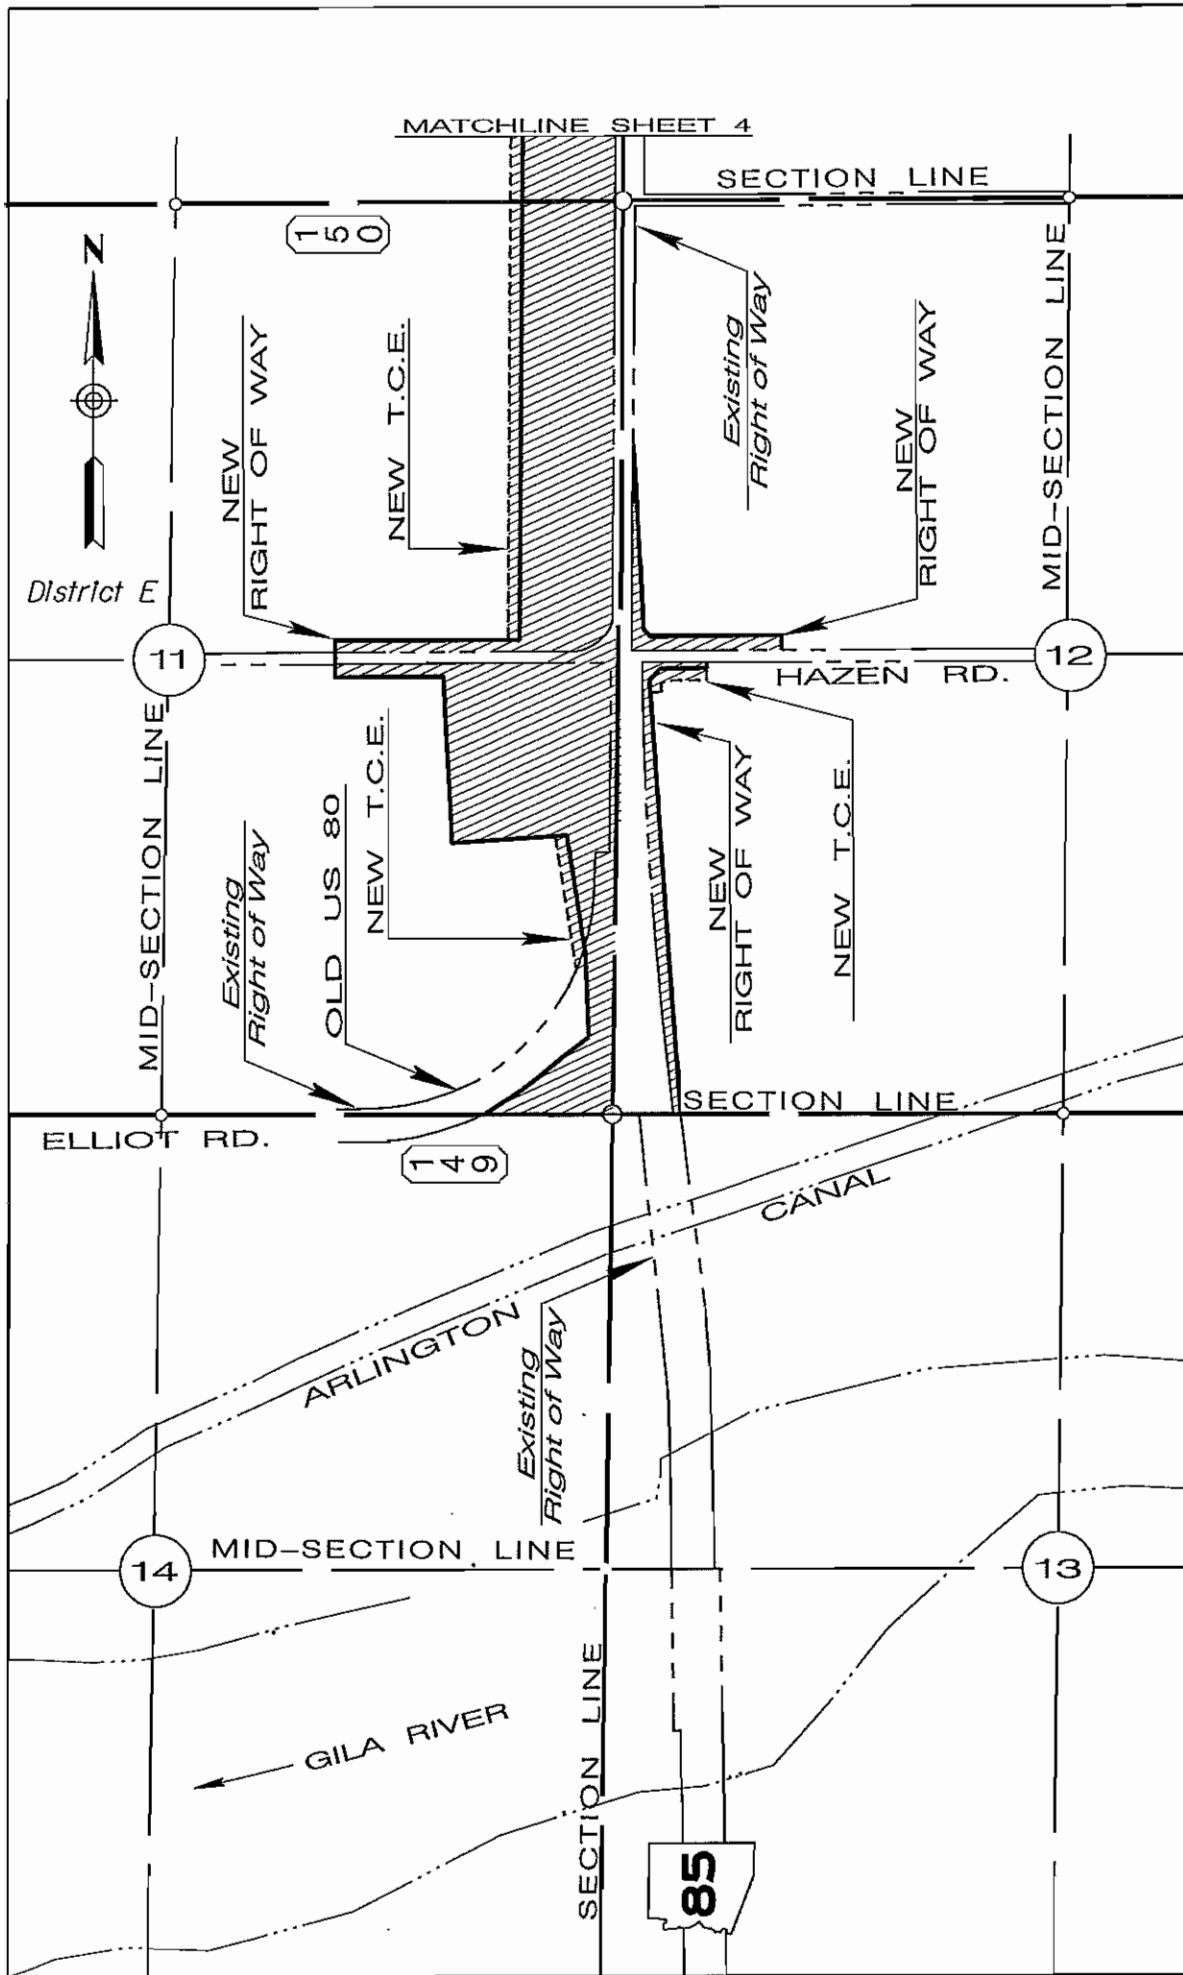 MATCHLINE SHEET 4
SECTION LINE
150
N
NEW
RIGHT OF WAY
NEW T.C.E.
Existing
Right of Way
NEW
RIGHT OF WAY
MID-SECTION LINE
District E
11
12
HAZEN RD.
MID-SECTION LINE
Existing
Right of Way
OLD US 80
NEW T.C.E.
NEW
RIGHT OF WAY
NEW T.C.E.
SECTION LINE
ELLIOT RD.
149
CANAL
ARLINGTON
Existing
Right of Way
MID-SECTION LINE
14
13
GILA RIVER
SECTION LINE
85